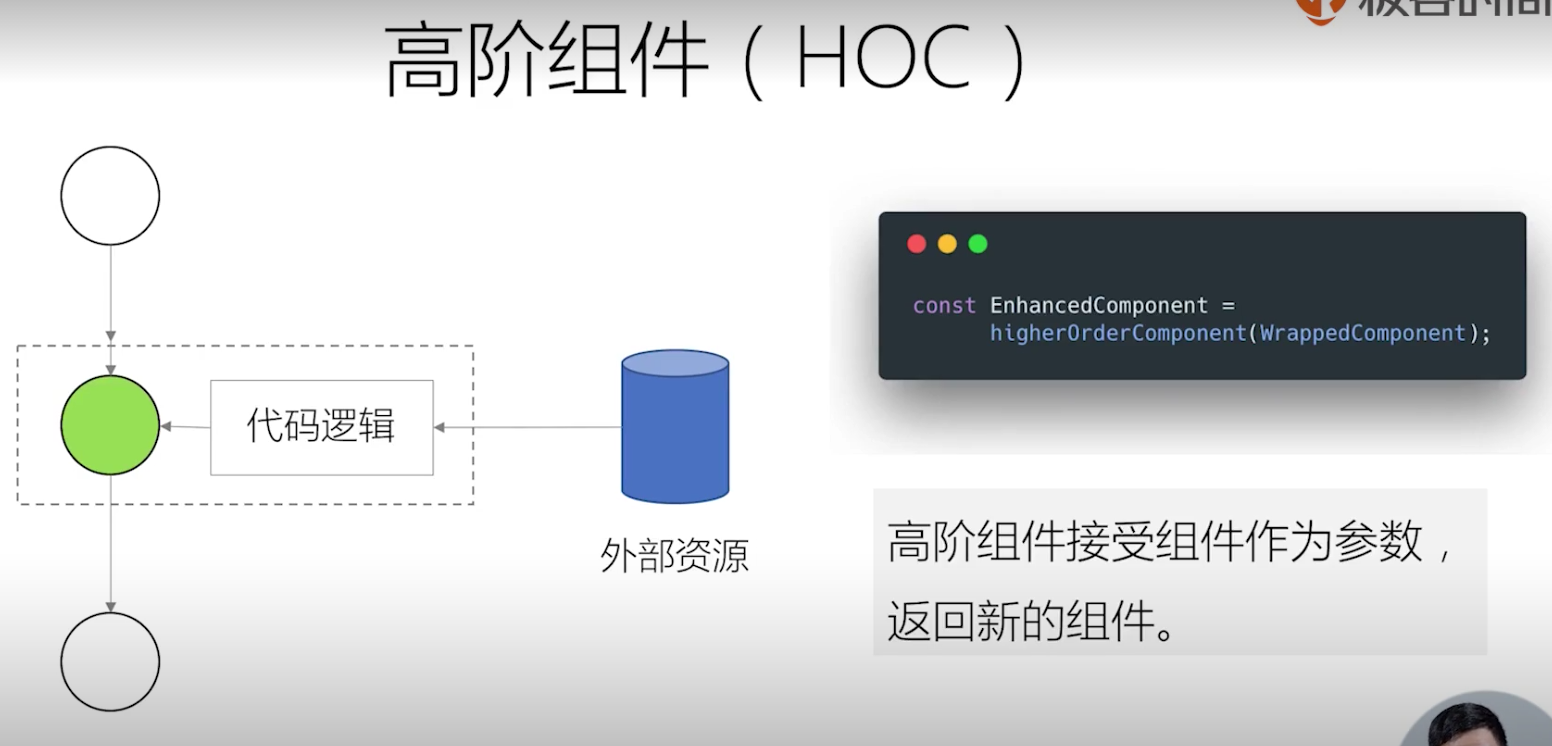 高阶组件（HOC）
const EnhancedComponent =
higherOrderComponent(WrappedComponent);
代码逻辑
外部资源
高阶组件接受组件作为参数，
返回新的组件。